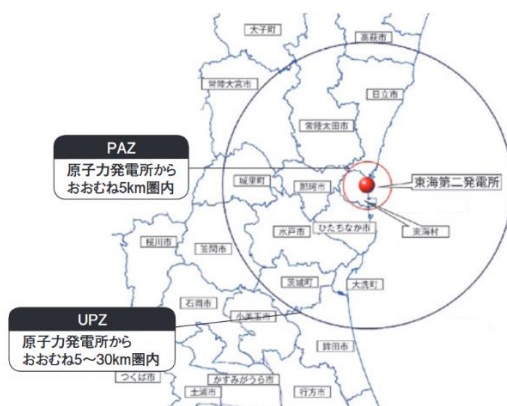 大子町
高萩市
常陸大宮市
日立市
常陸太田市
PAZ
原子力発電所から
おおむね5km圏内
城里町
那珂市
東海第二発電所
東海村
ひたちなか市
水戸市
桜川市
笠間市
茨城町
大洗町
石岡市
小美玉市
UPZ
原子力発電所から
おおむね5～30km圏内
鉾田市
つくば市
かすみがうら市
土浦市
行方市